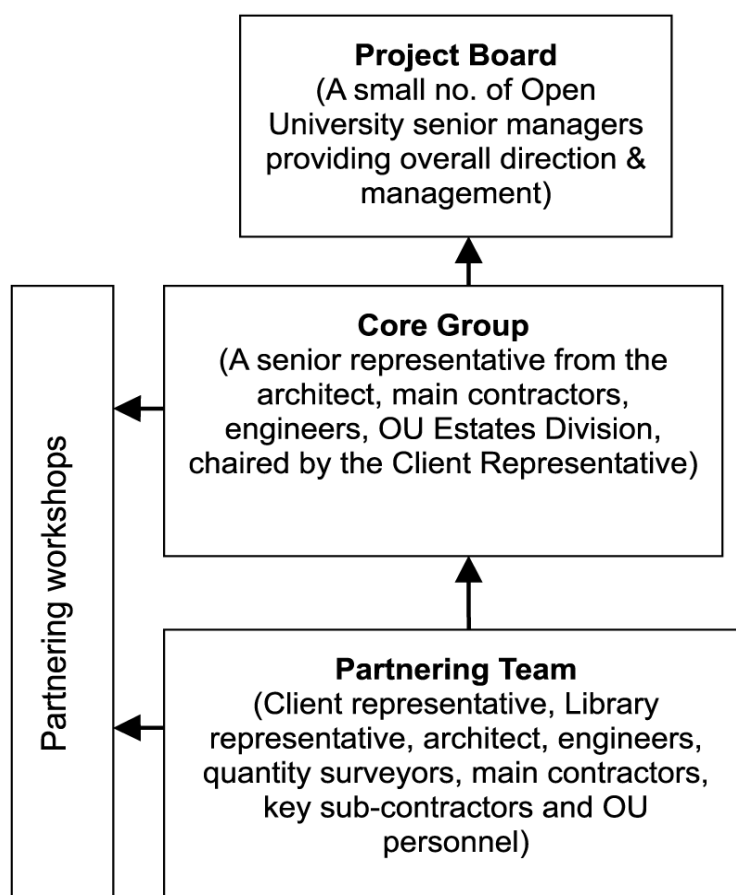 Project Board
(A small no. of Open
University senior managers
providing overall direction &
management)
Core Group
(A senior representative from the
architect, main contractors,
engineers, OU Estates Division,
chaired by the Client Representative)
Partnering workshops
Partnering Team
(Client representative, Library
representative, architect, engineers,
quantity surveyors, main contractors,
key sub-contractors and OU
personnel)